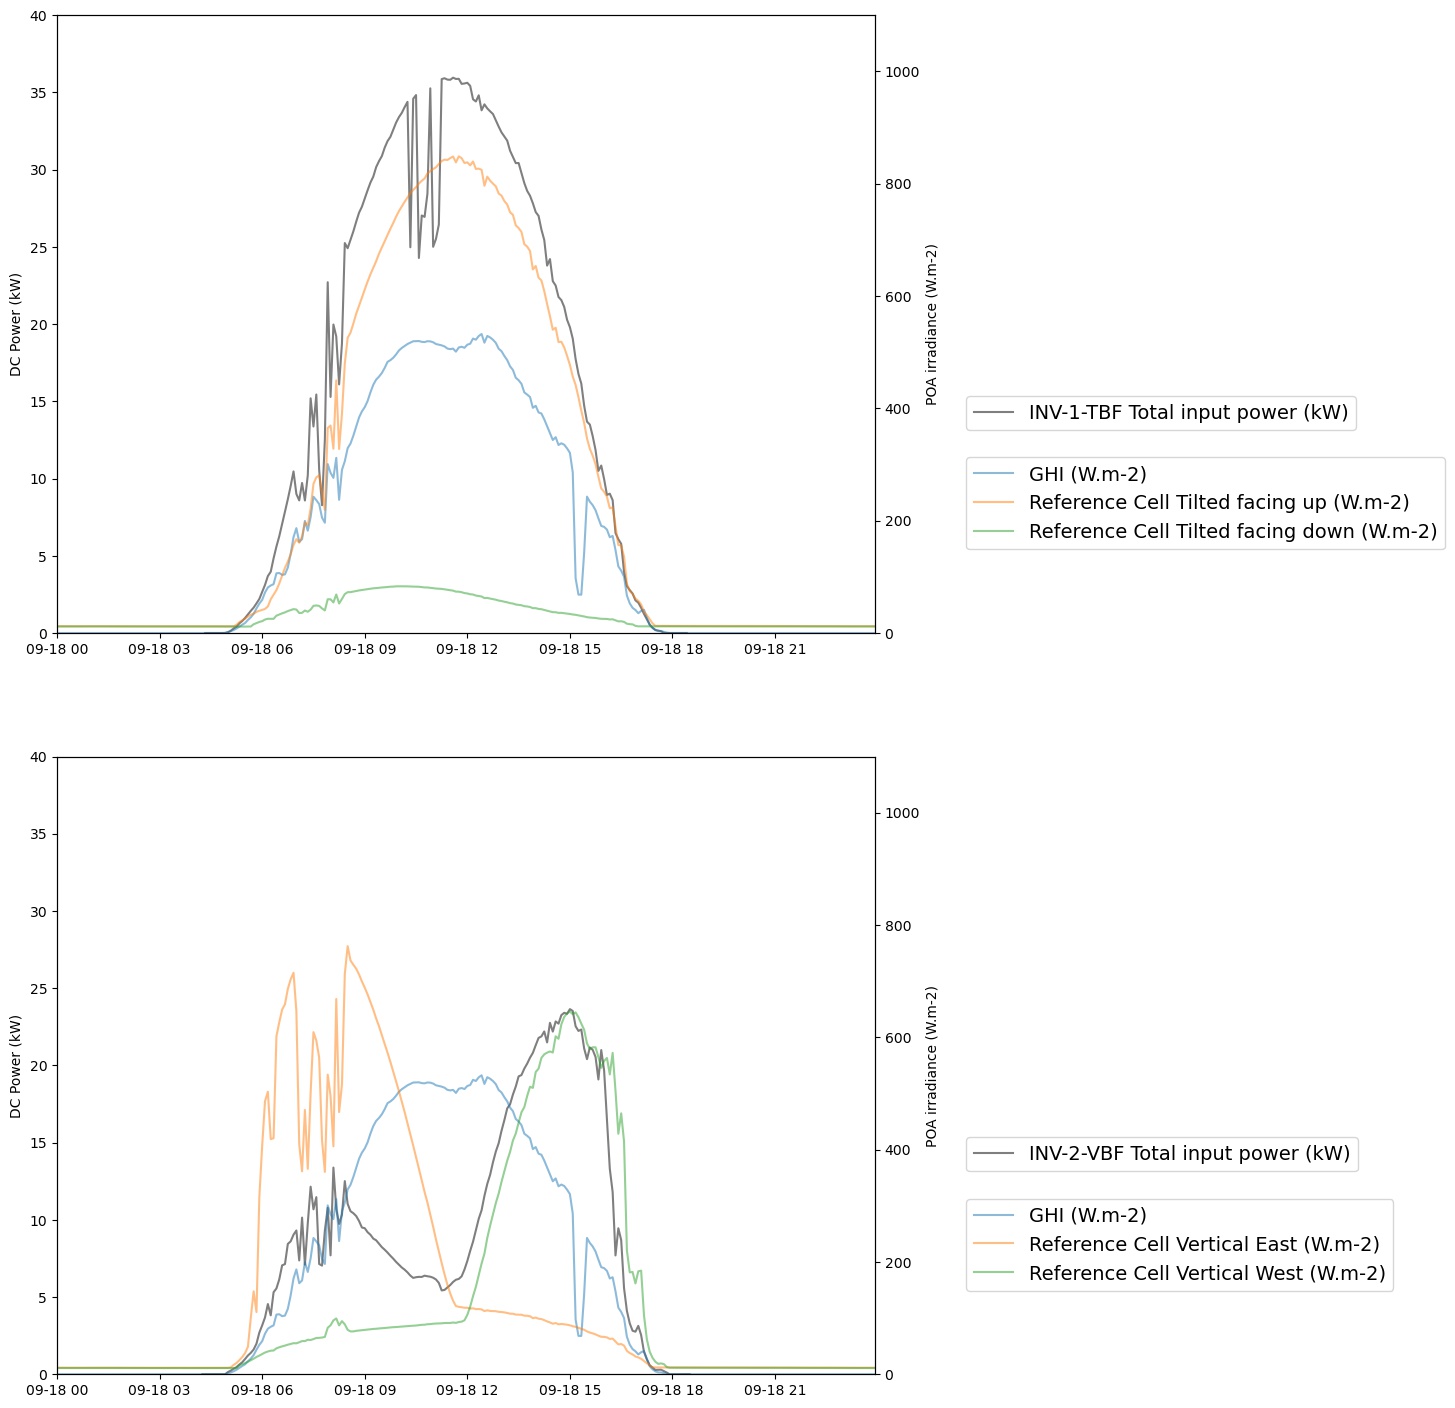 40
35
30
25
20
15
10
5
0
DC Power (kW)
1000
800
600
400
200
0
POA irradiance (W.m-2)
09-18 00 09-18 03 09-18 06 09-18 09 09-18 12 09-18 15 09-18 18 09-18 21
INV-1-TBF Total input power (kW)
GHI (W.m-2)
Reference Cell Tilted facing up (W.m-2)
Reference Cell Tilted facing down (W.m-2)
40
35
30
25
20
15
10
5
0
DC Power (kW)
1000
800
600
400
200
0
POA irradiance (W.m-2)
09-18 00 09-18 03 09-18 06 09-18 09 09-18 12 09-18 15 09-18 18 09-18 21
INV-2-VBF Total input power (kW)
GHI (W.m-2)
Reference Cell Vertical East (W.m-2)
Reference Cell Vertical West (W.m-2)